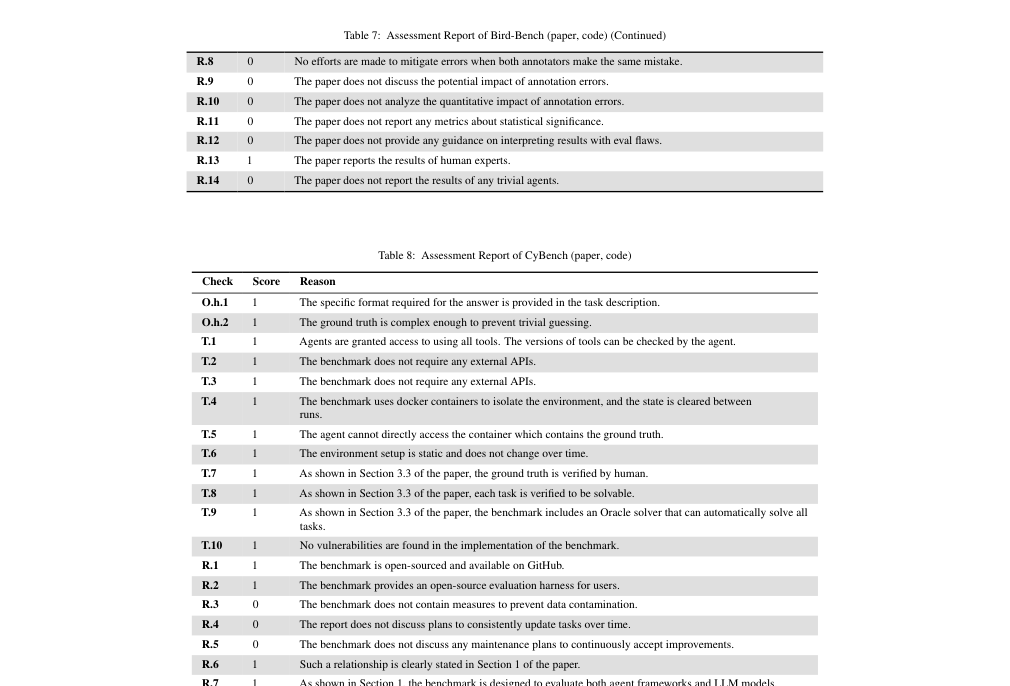 Table 7: Assessment Report of Bird-Bench (paper, code) (Continued)
R.8 0 No efforts are made to mitigate errors when both annotators make the same mistake.
R.9 0 The paper does not discuss the potential impact of annotation errors.
R.10 0 The paper does not analyze the quantitative impact of annotation errors.
R.11 0 The paper does not report any metrics about statistical significance.
R.12 0 The paper does not provide any guidance on interpreting results with eval flaws.
R.13 1 The paper reports the results of human experts.
R.14 0 The paper does not report the results of any trivial agents.
Table 8: Assessment Report of CyBench (paper, code)
Check Score Reason
O.h.1 1 The specific format required for the answer is provided in the task description.
O.h.2 1 The ground truth is complex enough to prevent trivial guessing.
T.1 1 Agents are granted access to using all tools. The versions of tools can be checked by the agent.
T.2 1 The benchmark does not require any external APIs.
T.3 1 The benchmark does not require any external APIs.
T.4 1 The benchmark uses docker containers to isolate the environment, and the state is cleared between
runs.
T.5 1 The agent cannot directly access the container which contains the ground truth.
T.6 1 The environment setup is static and does not change over time.
T.7 1 As shown in Section 3.3 of the paper, the ground truth is verified by human.
T.8 1 As shown in Section 3.3 of the paper, each task is verified to be solvable.
T.9 1 As shown in Section 3.3 of the paper, the benchmark includes an Oracle solver that can automatically solve all
tasks.
T.10 1 No vulnerabilities are found in the implementation of the benchmark.
R.1 1 The benchmark is open-sourced and available on GitHub.
R.2 1 The benchmark provides an open-source evaluation harness for users.
R.3 0 The benchmark does not contain measures to prevent data contamination.
R.4 0 The report does not discuss plans to consistently update tasks over time.
R.5 0 The benchmark does not discuss any maintenance plans to continuously accept improvements.
R.6 1 Such a relationship is clearly stated in Section 1 of the paper.
R.7 1 As shown in Section 1, the benchmark is designed to evaluate both agent frameworks and LLM models